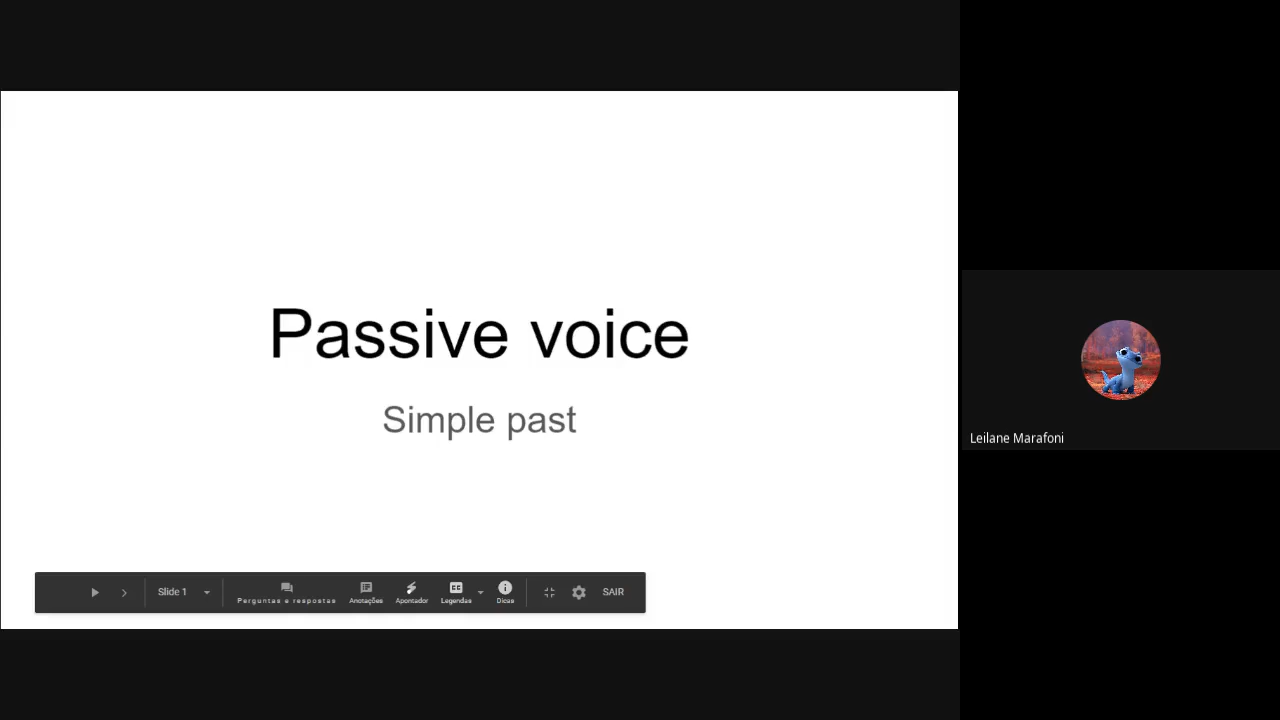 Passive voice
Simple past
Leilane Marafoni
Slide 1
Perguntas e respostas
Anotações
Apontador
Legendas
Dicas
SAIR